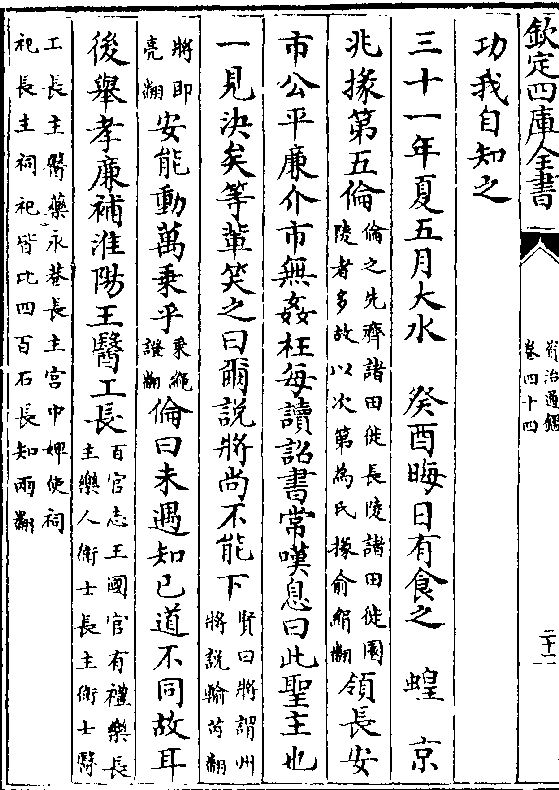 欽定四庫全書
資治通鑑
卷四十四
二十二
功我自知之
三十一年夏五月大水 癸酉晦日有食之 蝗 京
兆掾第五倫倫之先齊諸田徙長陵諸田徙園陵者多故以次第為氏掾俞絹翻領長安
市公平廉介市無姦枉每讀詔書常嘆息曰此聖主也
一見決矣等輩笑之曰爾說將尚不能下賢曰將謂州將說輸芮翻
將即亮翻安能動萬乘乎乘繩證翻倫曰未遇知已道不同故耳
後舉孝廉補淮陽王醫工長百官志王國官有禮樂長主樂人衛士長主衛士醫
工長主醫藥永巷長主宫中婢使祠祀長主祠祀皆比四百石長知兩翻